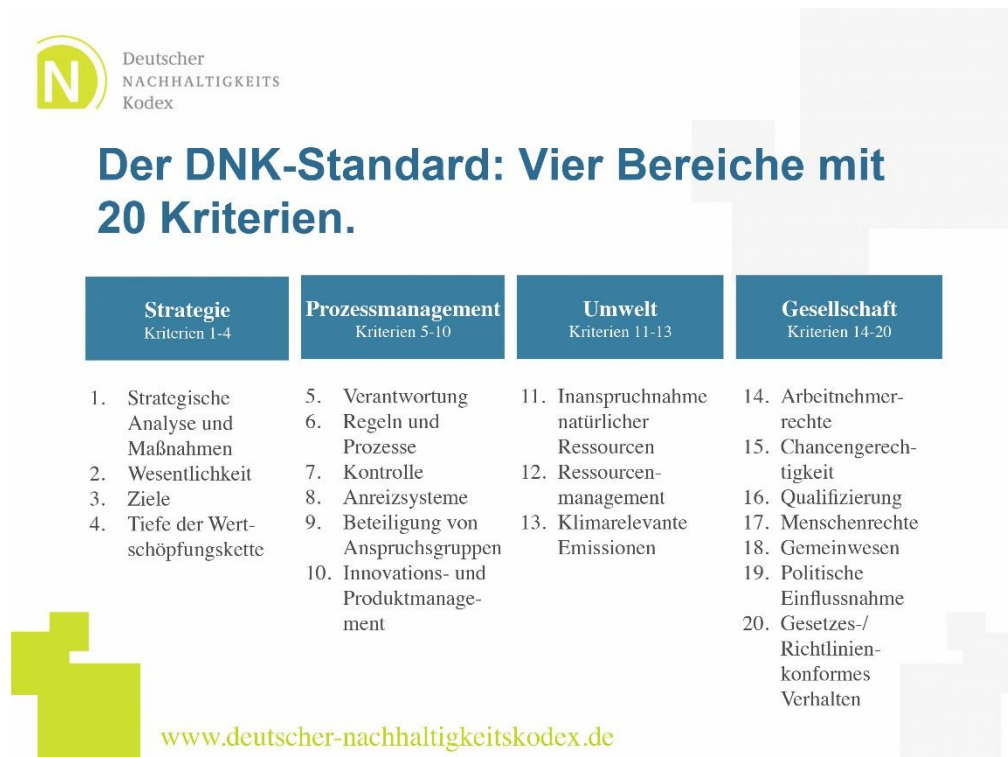 N
Deutscher
NACHHALTIGKEITS
Kodex
Der DNK-Standard: Vier Bereiche mit
20 Kriterien.
Strategie
Kriterien 1-4
1. Strategische
Analyse und
Maßnahmen
2. Wesentlichkeit
3. Ziele
4. Tiefe der Wert-
schöpfungskette
Prozessmanagement
Kriterien 5-10
5. Verantwortung
6. Regeln und
Prozesse
7. Kontrolle
8. Anreizsysteme
9. Beteiligung von
Anspruchsgruppen
10. Innovations- und
Produktmanage-
ment
Umwelt
Kriterien 11-13
11. Inanspruchnahme
natürlicher
Ressourcen
12. Ressourcen-
management
13. Klimarelevante
Emissionen
Gesellschaft
Kriterien 14-20
14. Arbeitnehmer-
rechte
15. Chancengerech-
tigkeit
16. Qualifizierung
17. Menschenrechte
18. Gemeinwesen
19. Politische
Einflussnahme
20. Gesetzes-/
Richtlinien-
konformes
Verhalten
www.deutscher-nachhaltigkeitskodex.de